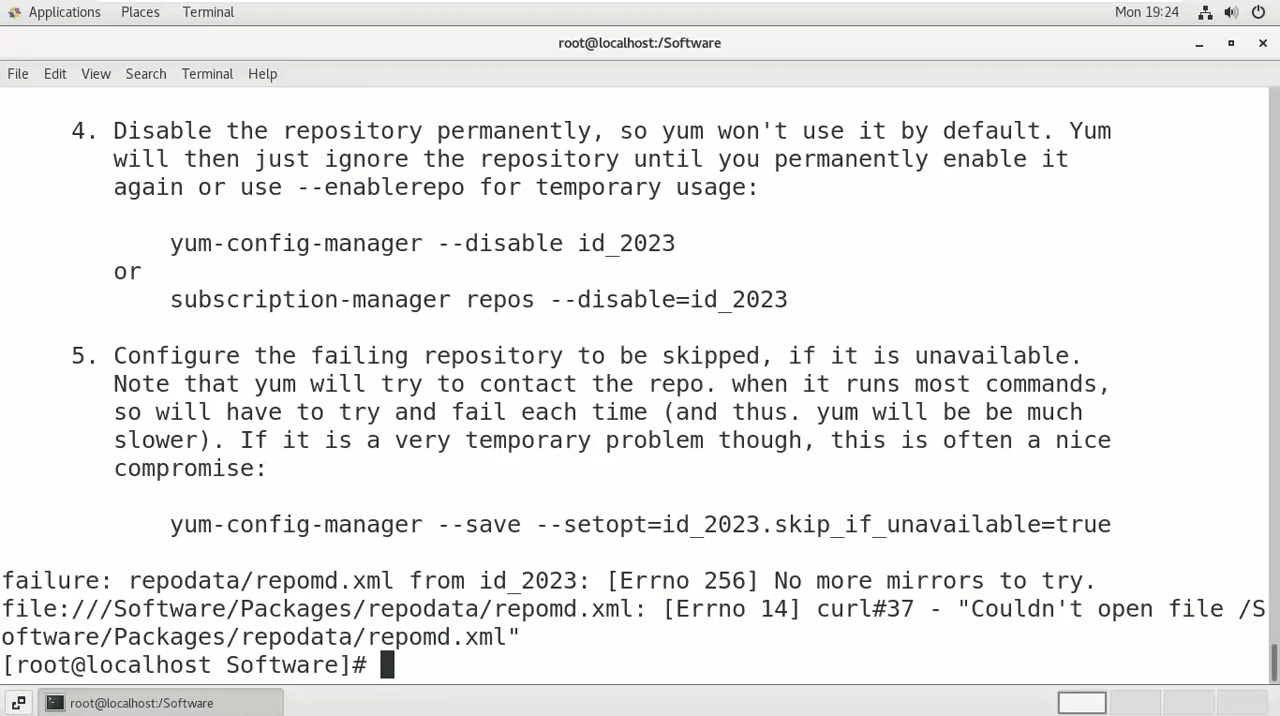 Applications Places Terminal Mon 19:24
root@localhost:/Software
File Edit View Search Terminal Help
4. Disable the repository permanently, so yum won't use it by default. Yum
will then just ignore the repository until you permanently enable it
again or use --enablerepo for temporary usage:
yum-config-manager --disable id_2023
or
subscription-manager repos --disable=id_2023
5. Configure the failing repository to be skipped, if it is unavailable.
Note that yum will try to contact the repo. when it runs most commands,
so will have to try and fail each time (and thus. yum will be be much
slower). If it is a very temporary problem though, this is often a nice
compromise:
yum-config-manager --save --setopt=id_2023.skip_if_unavailable=true
failure: repodata/repomd.xml from id_2023: [Errno 256] No more mirrors to try.
file:///Software/Packages/repodata/repomd.xml: [Errno 14] curl#37 - "Couldn't open file /S
oftware/Packages/repodata/repomd.xml"
[root@localhost Software]#
root@localhost:/Software